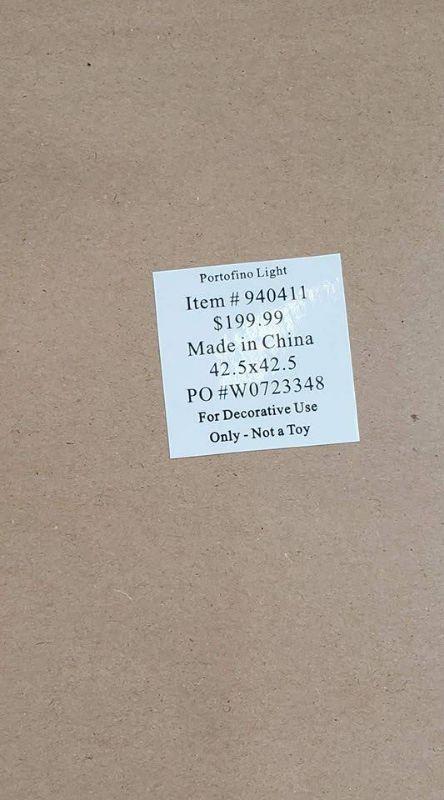 Portofino Light
Item # 940411
$199.99
Made in China
42.5x42.5
PO #W0723348
For Decorative Use
Only - Not a Toy